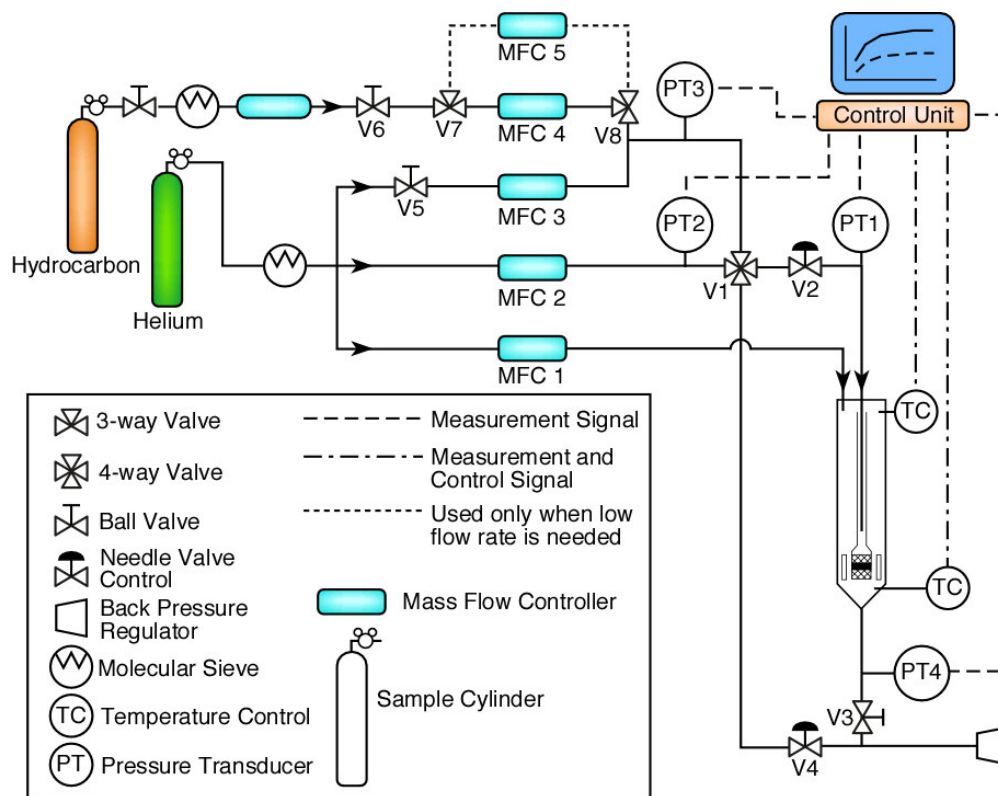 MFC 5
PT3
V6
V7
MFC 4
V8
Control Unit
V5
MFC 3
PT2
PT1
Hydrocarbon
MFC 2
V1
V2
Helium
MFC 1
TC
TC
PT4
V3
V4
3-way Valve
4-way Valve
Ball Valve
Needle Valve
Control
Back Pressure
Regulator
Molecular Sieve
TC
Temperature Control
PT
Pressure Transducer
Measurement Signal
Measurement and
Control Signal
Used only when low
flow rate is needed
Mass Flow Controller
Sample Cylinder